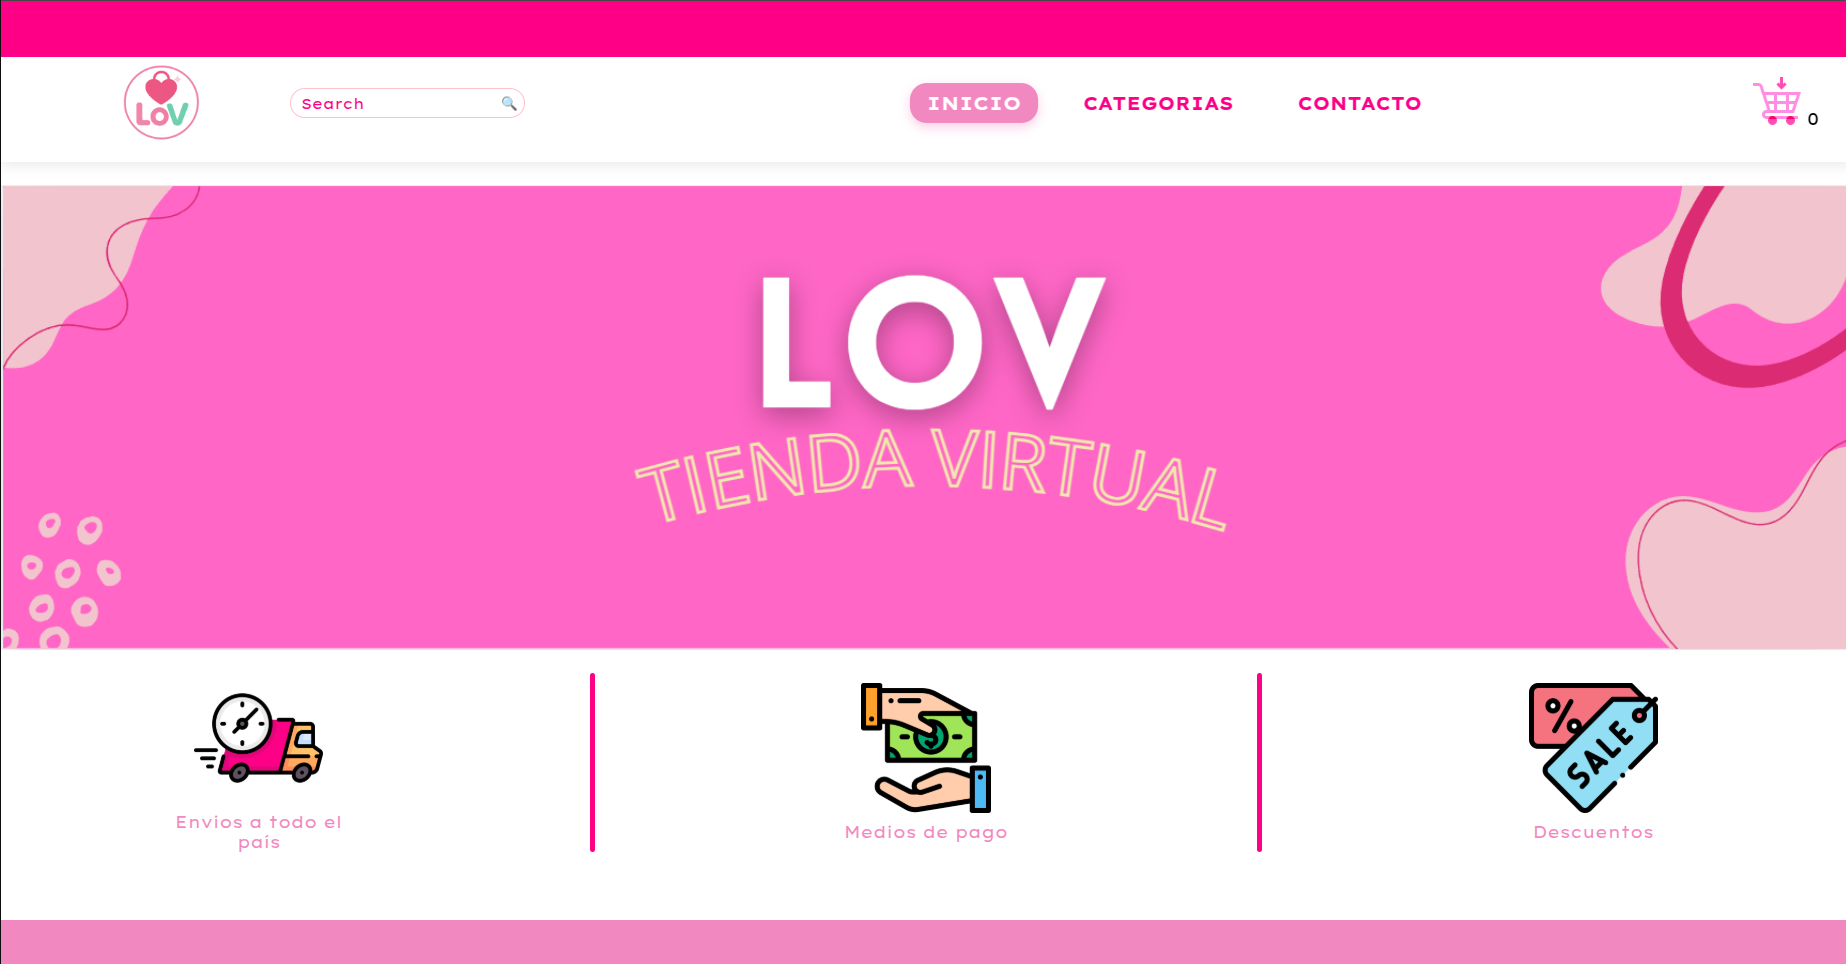 LoV
Search
INICIO
CATEGORIAS
CONTACTO
0
LOV
TIENDA VIRTUAL
%
SALE
Envios a todo el
país
Medios de pago
Descuentos